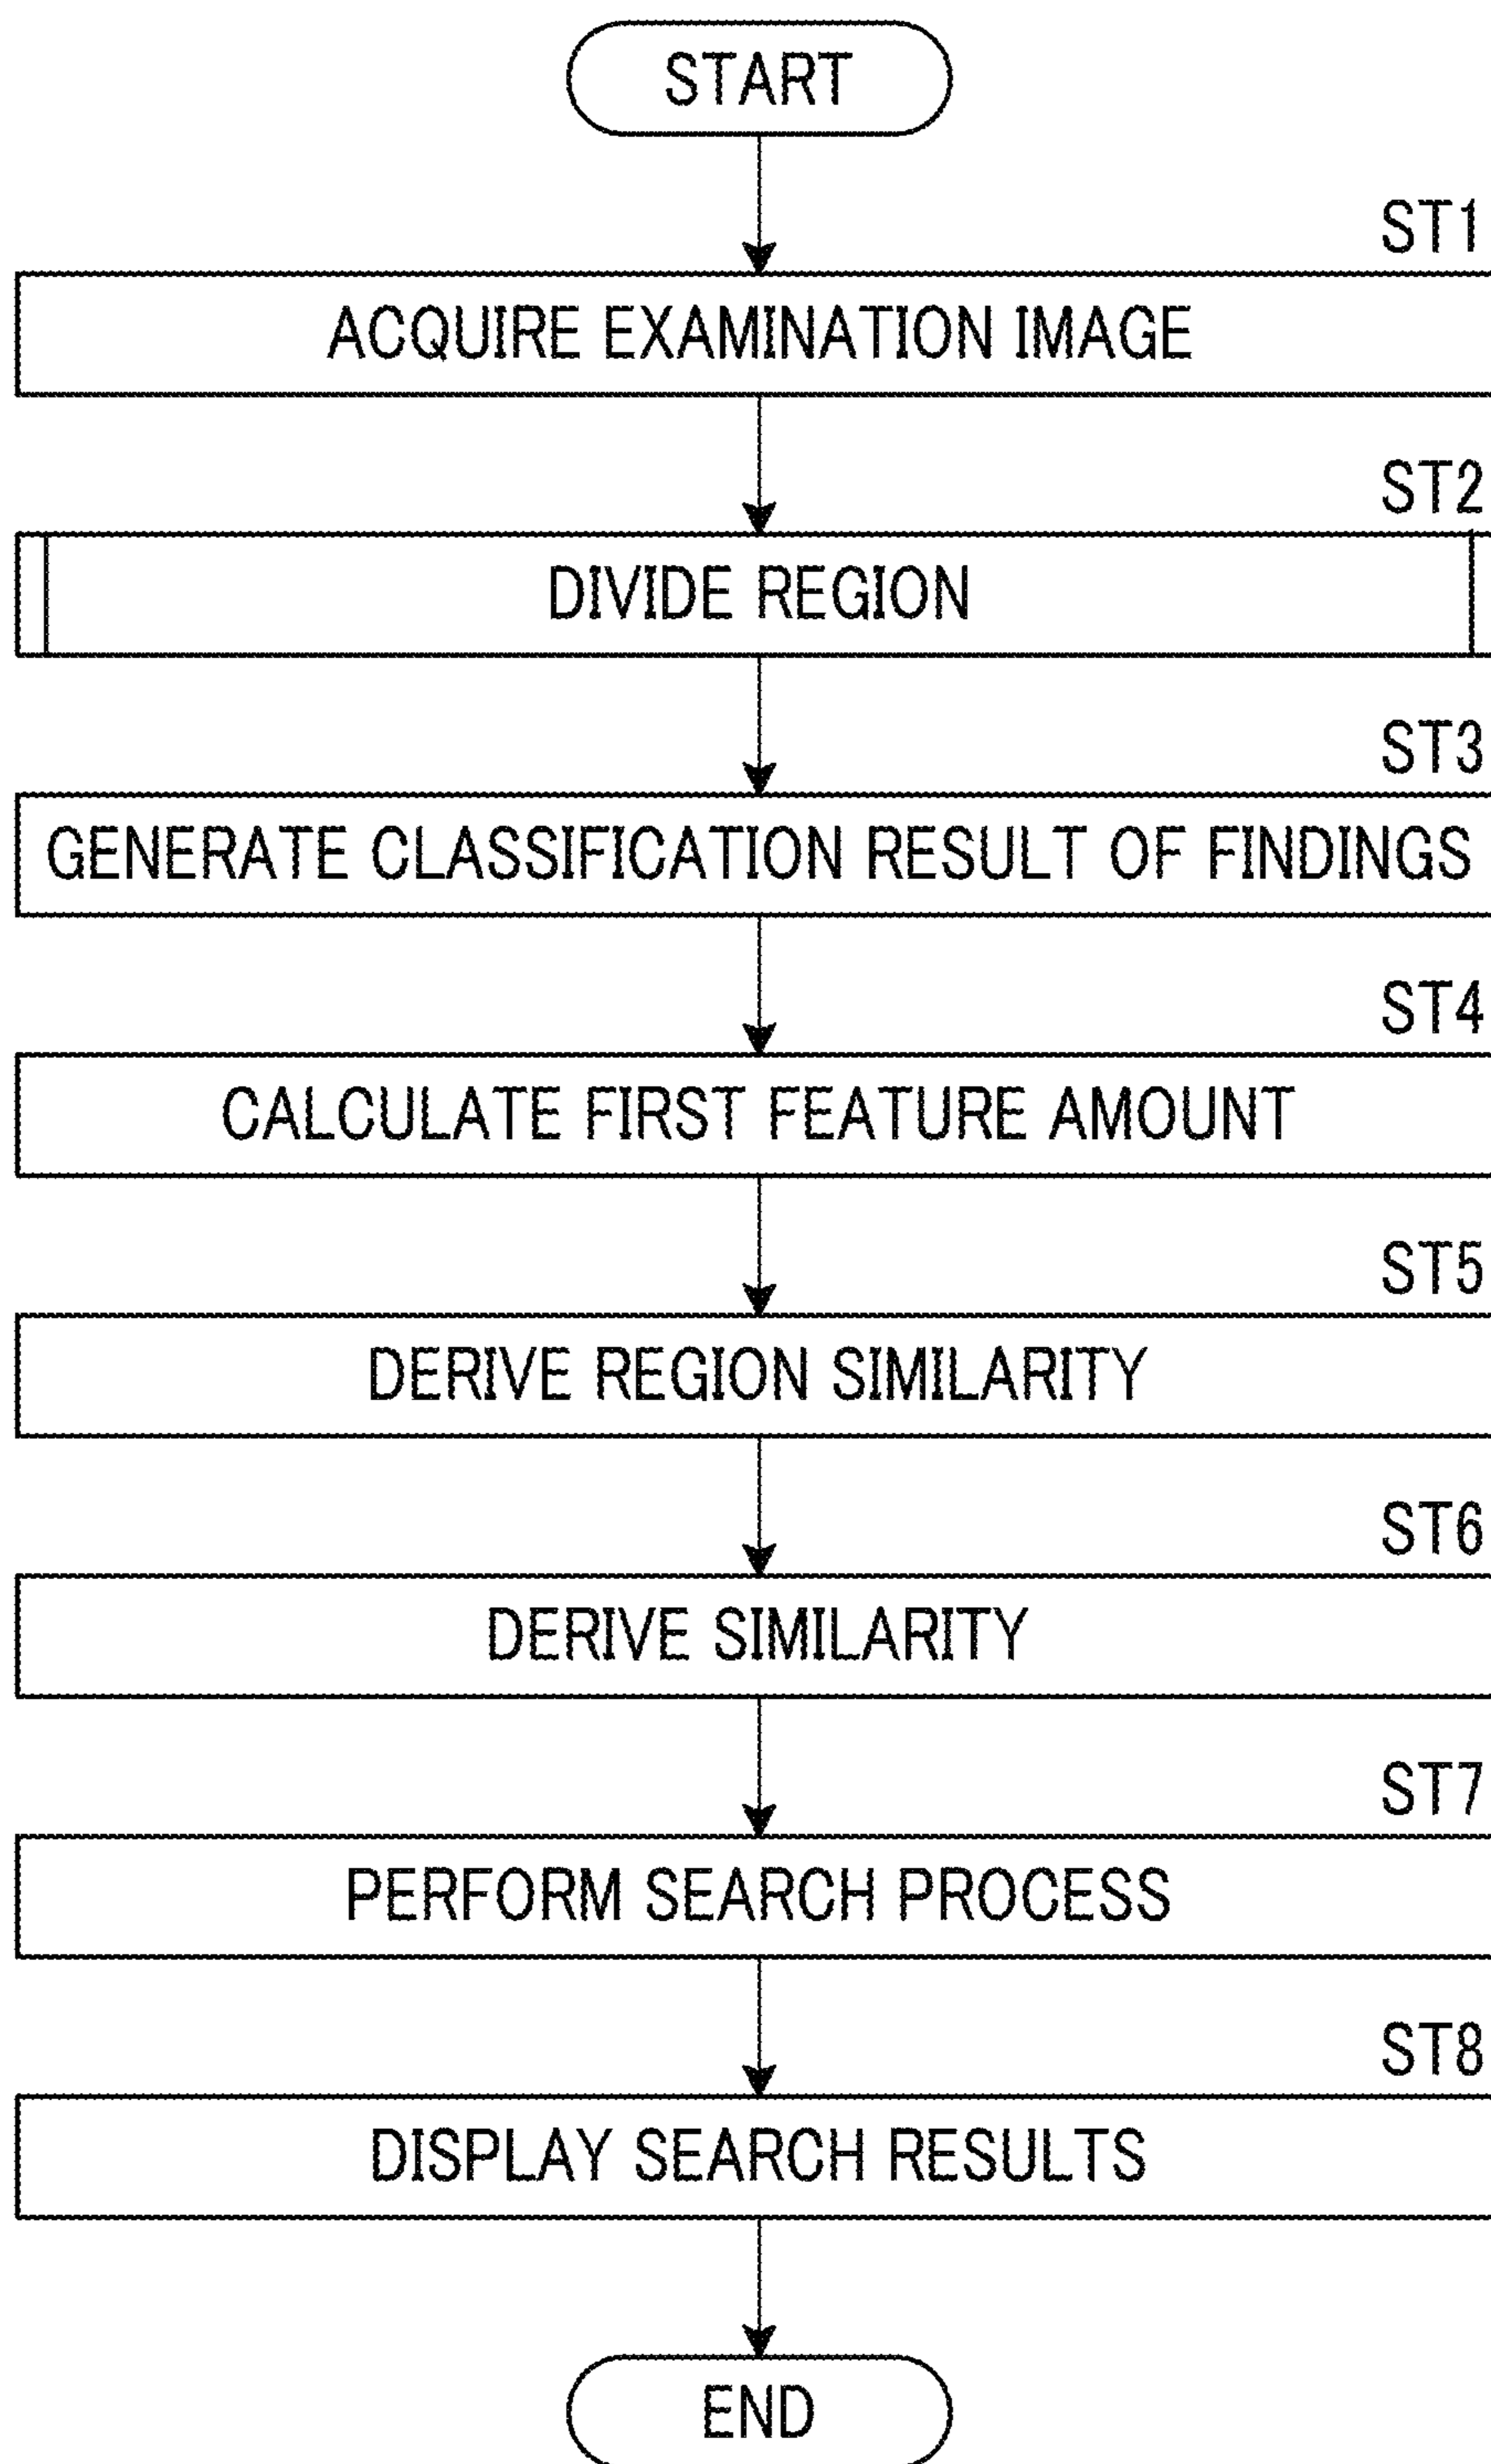 START
ST1
ACQUIRE EXAMINATION IMAGE
ST2
DIVIDE REGION
ST3
GENERATE CLASSIFICATION RESULT OF FINDINGS
ST4
CALCULATE FIRST FEATURE AMOUNT
ST5
DERIVE REGION SIMILARITY
ST6
DERIVE SIMILARITY
ST7
PERFORM SEARCH PROCESS
ST8
DISPLAY SEARCH RESULTS
END